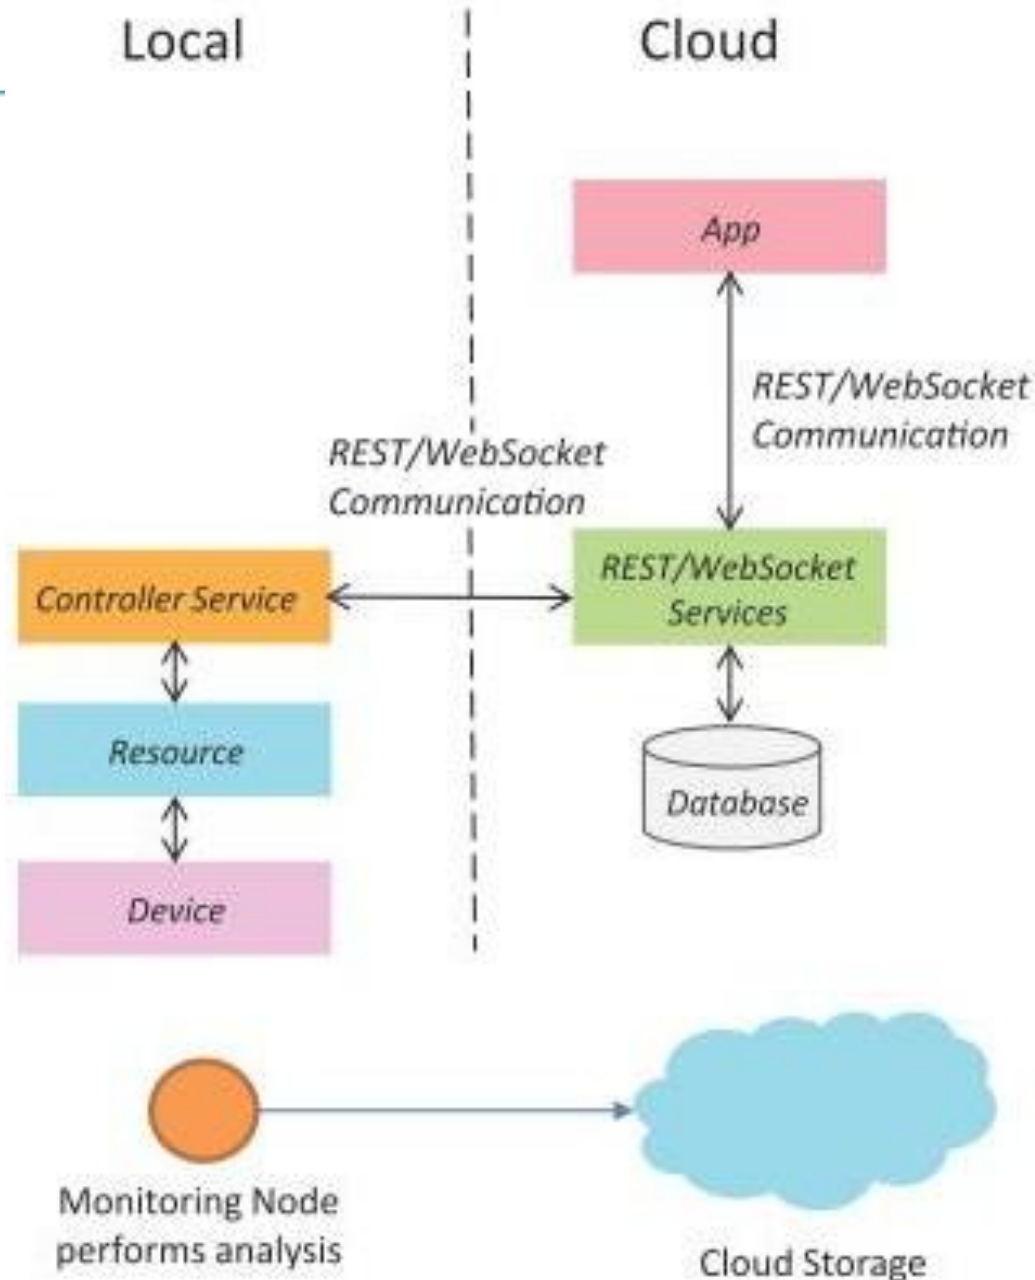 Local
Cloud
App
REST/WebSocket
Communication
REST/WebSocket
Communication
Controller Service
REST/WebSocket
Services
Resource
Database
Device
Monitoring Node
performs analysis
Cloud Storage